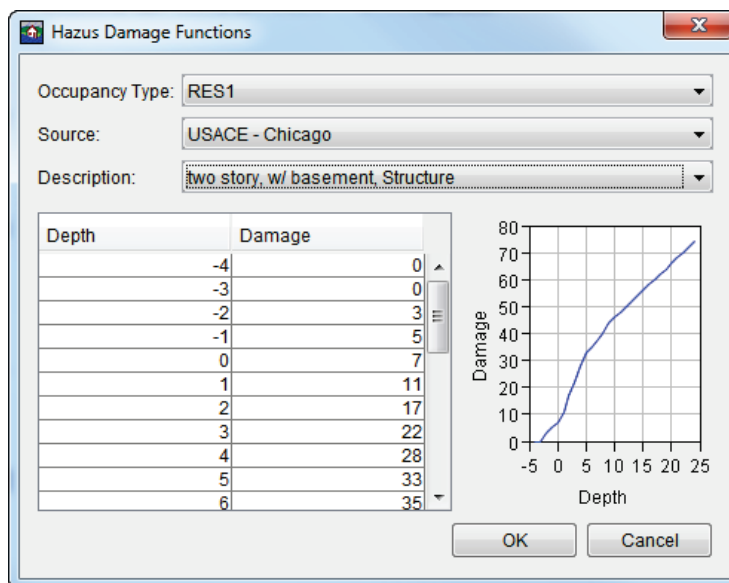 Hazus Damage Functions
Occupancy Type: RES1
Source: USACE - Chicago
Description: two story, w/ basement, Structure
Depth Damage
-4 0
-3 0
-2 3
-1 5
0 7
1 11
2 17
3 22
4 28
5 33
6 35
80
70
60
50
40
30
20
10
0
Damage
-5 0 5 10 15 20 25
Depth
OK Cancel